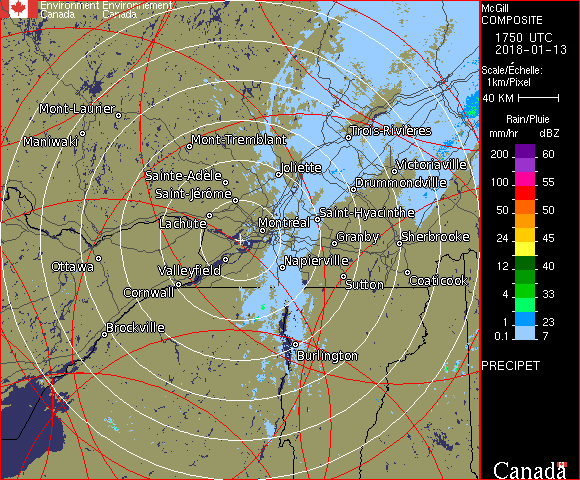 Environment Environnement
Canada Canada
McGill
COMPOSITE
1750 UTC
2018-01-13
Scale/Échelle:
1km/Pixel
40 KM
Rain/Pluie
mm/hr dBZ
200 60
100 55
50 50
24 45
12 40
4 33
1 23
0.1 7
PRECIPET
Mont-Laurier
Maniwaki
Mont-Tremblant
Trois-Rivières
Sainte-Adèle
Joliette
Victoriaville
Saint-Jérôme
Drummondville
Lachute
Montréal
Saint-Hyacinthe
Granby
Sherbrooke
Ottawa
Valleyfield
Napierville
Cornwall
Sutton
Coaticook
Brockville
Burlington
Canada